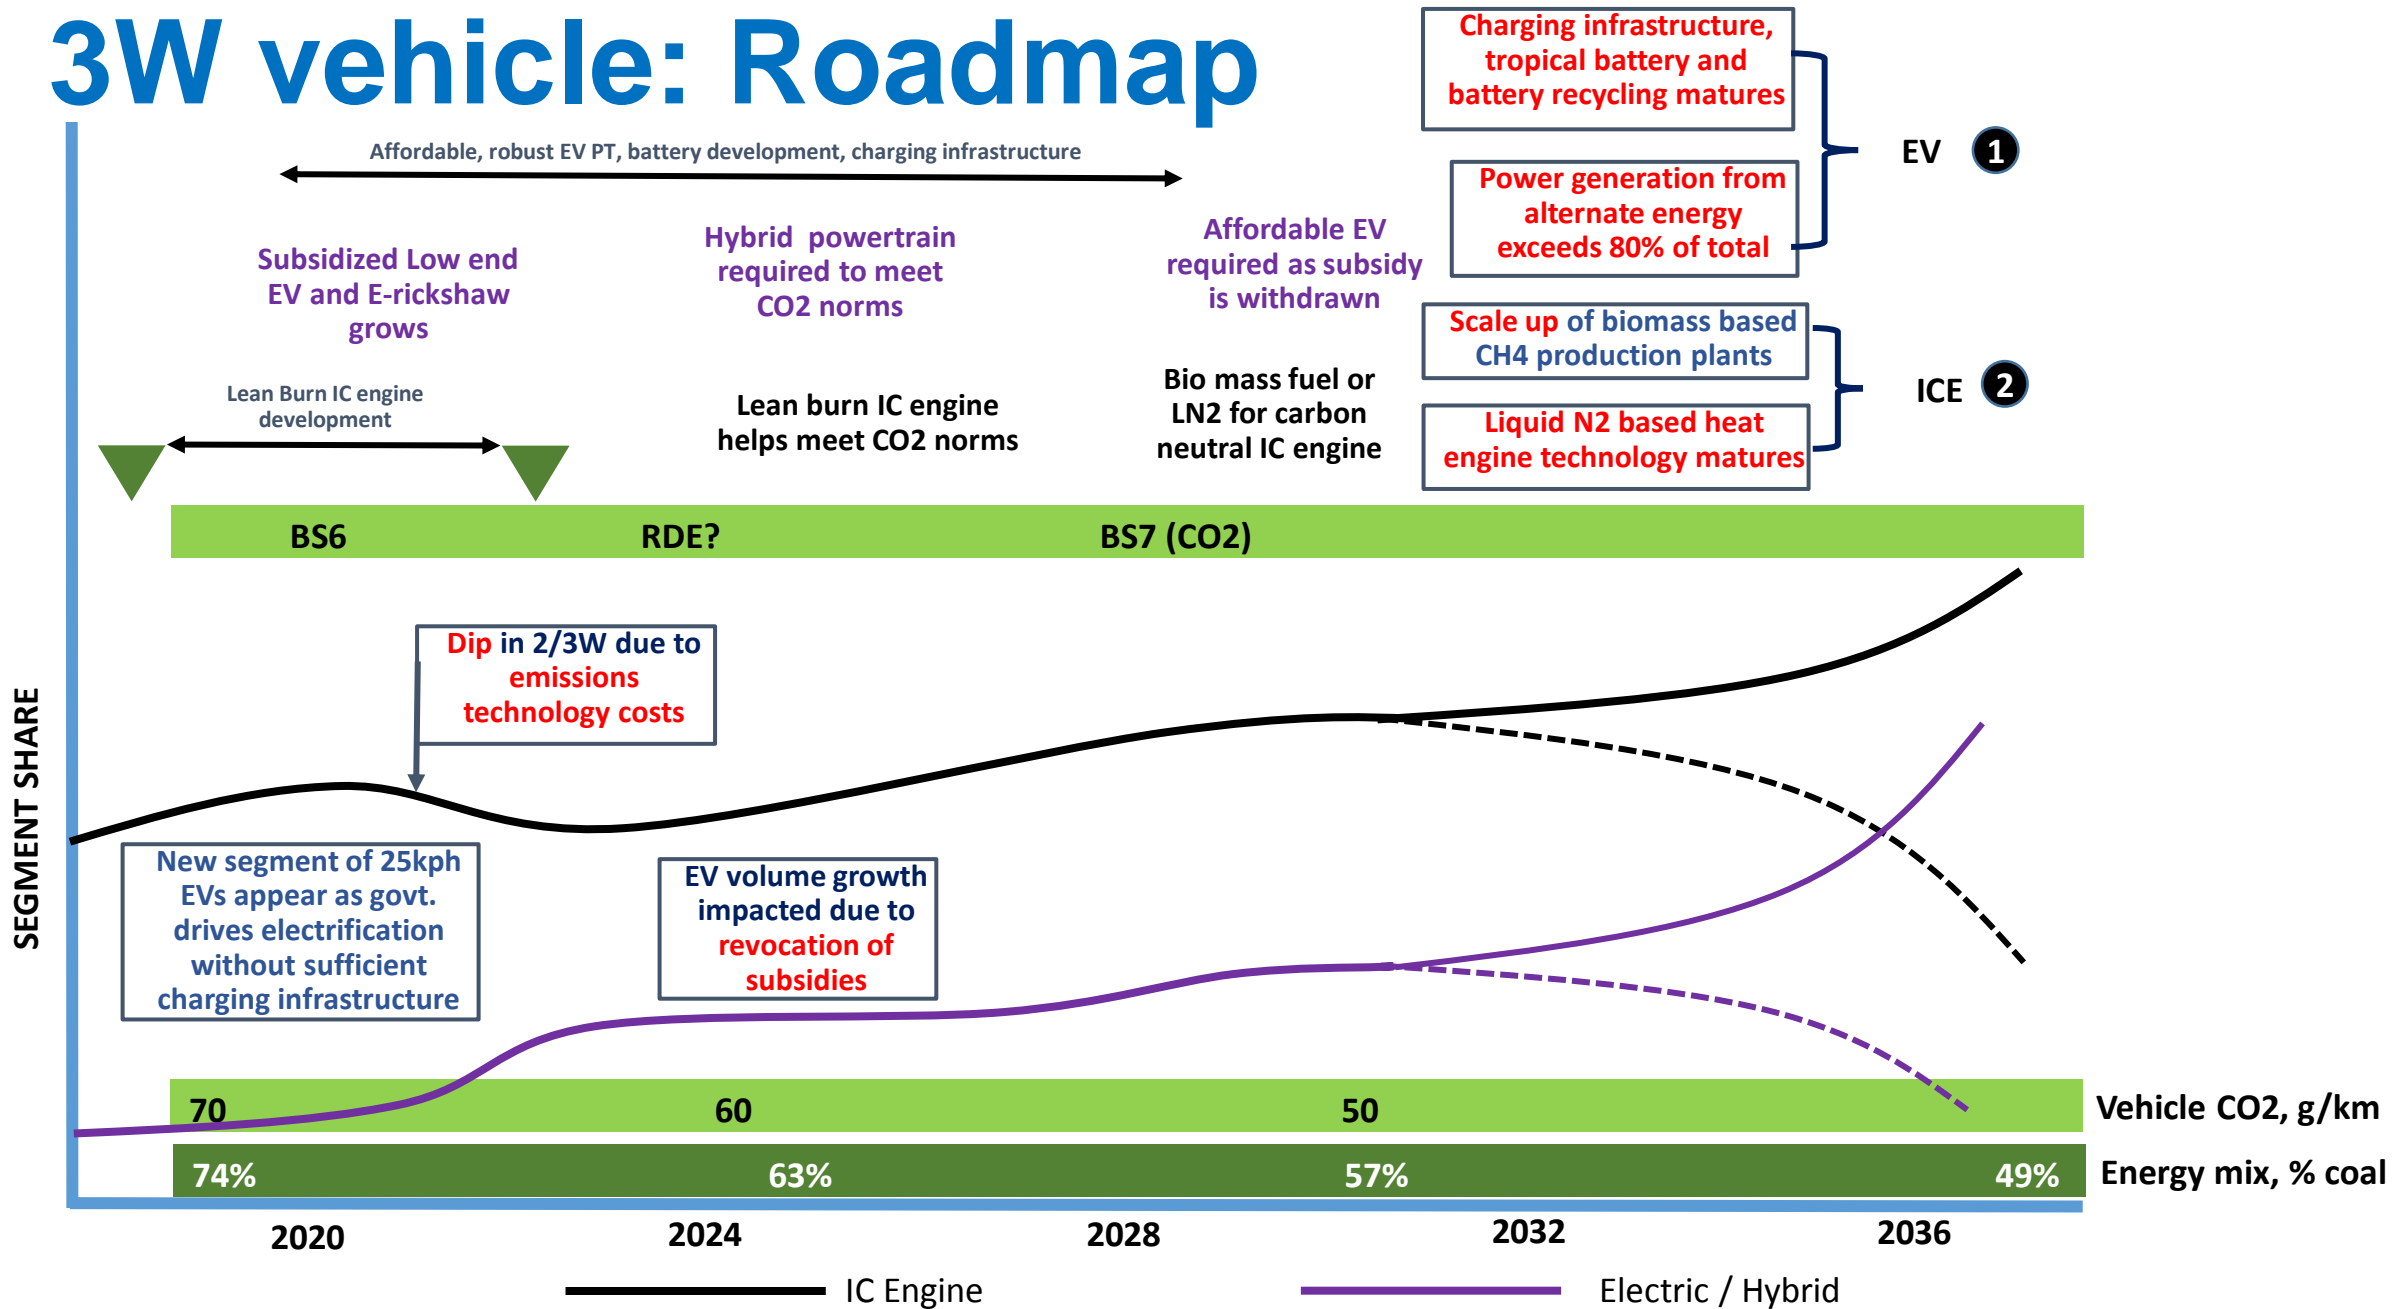 3W vehicle: Roadmap
Charging infrastructure,
tropical battery and
battery recycling matures
EV 1
Power generation from
alternate energy
exceeds 80% of total
Affordable, robust EV PT, battery development, charging infrastructure
Subsidized Low end
EV and E-rickshaw
grows
Hybrid powertrain
required to meet
CO2 norms
Affordable EV
required as subsidy
is withdrawn
Scale up of biomass based
CH4 production plants
ICE 2
Liquid N2 based heat
engine technology matures
Lean Burn IC engine
development
Lean burn IC engine
helps meet CO2 norms
Bio mass fuel or
LN2 for carbon
neutral IC engine
BS6 RDE? BS7 (CO2)
SEGMENT SHARE
Dip in 2/3W due to
emissions
technology costs
New segment of 25kph
EVs appear as govt.
drives electrification
without sufficient
charging infrastructure
EV volume growth
impacted due to
revocation of
subsidies
70 60 50 Vehicle CO2, g/km
74% 63% 57% 49% Energy mix, % coal
2020 2024 2028 2032 2036
IC Engine Electric / Hybrid